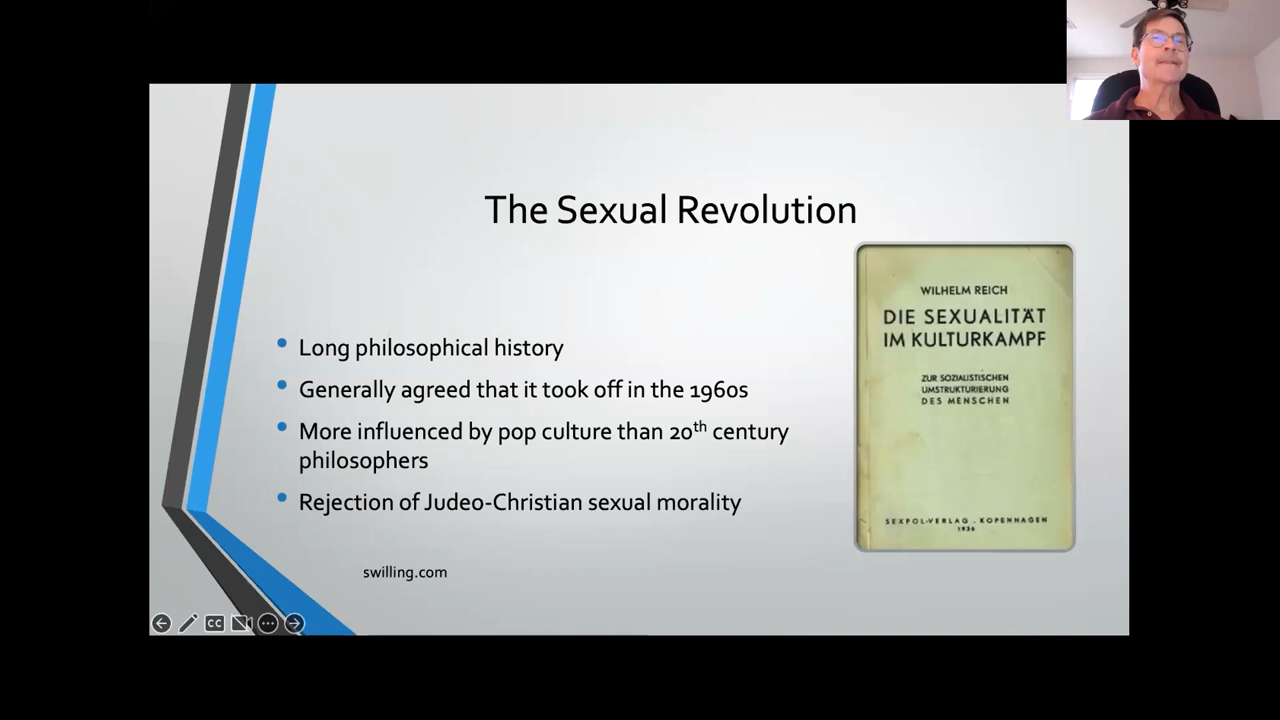 The Sexual Revolution
Long philosophical history
Generally agreed that it took off in the 1960s
More influenced by pop culture than 20th century
philosophers
Rejection of Judeo-Christian sexual morality
swilling.com
WILHELM REICH
DIE SEXUALITÄT
IM KULTURKAMPF
ZUR SOZIALISTISCHEN
UMSTRUKTURIERUNG
DES MENSCHEN
SEXPOL-VERLAG . KOPENHAGEN
1936
CC